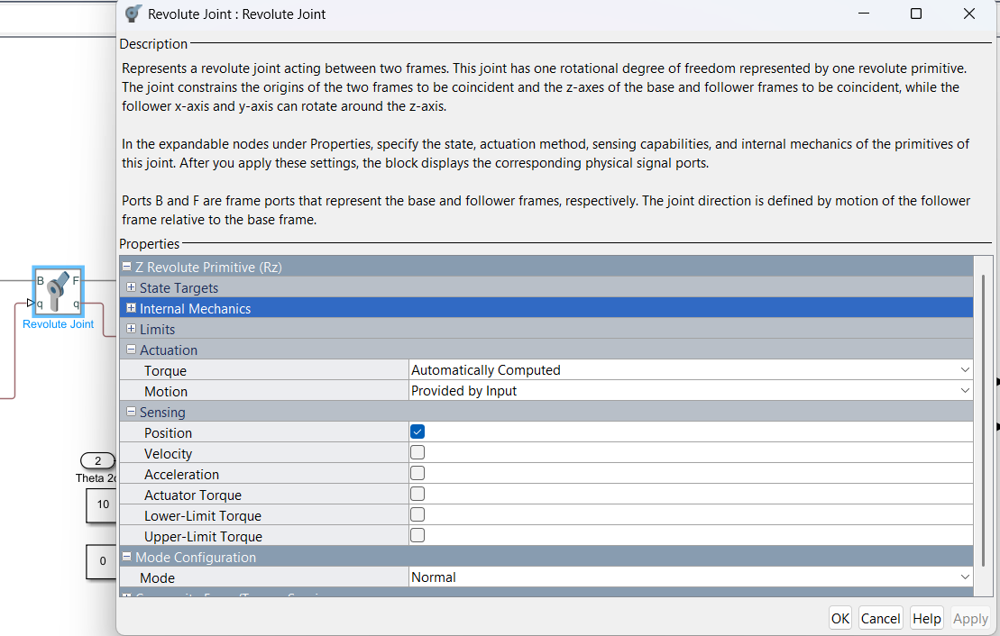 Revolute Joint : Revolute Joint
Description
Represents a revolute joint acting between two frames. This joint has one rotational degree of freedom represented by one revolute primitive.
The joint constrains the origins of the two frames to be coincident and the z-axes of the base and follower frames to be coincident, while the
follower x-axis and y-axis can rotate around the z-axis.
In the expandable nodes under Properties, specify the state, actuation method, sensing capabilities, and internal mechanics of the primitives of
this joint. After you apply these settings, the block displays the corresponding physical signal ports.
Ports B and F are frame ports that represent the base and follower frames, respectively. The joint direction is defined by motion of the follower
frame relative to the base frame.
Properties
Z Revolute Primitive (Rz)
State Targets
Internal Mechanics
Limits
Actuation
Torque Automatically Computed
Motion Provided by Input
Sensing
Position
Velocity
Acceleration
Actuator Torque
Lower-Limit Torque
Upper-Limit Torque
Mode Configuration
Mode Normal
OK Cancel Help Apply
B F
q q
Revolute Joint
2
Theta 2
10
0